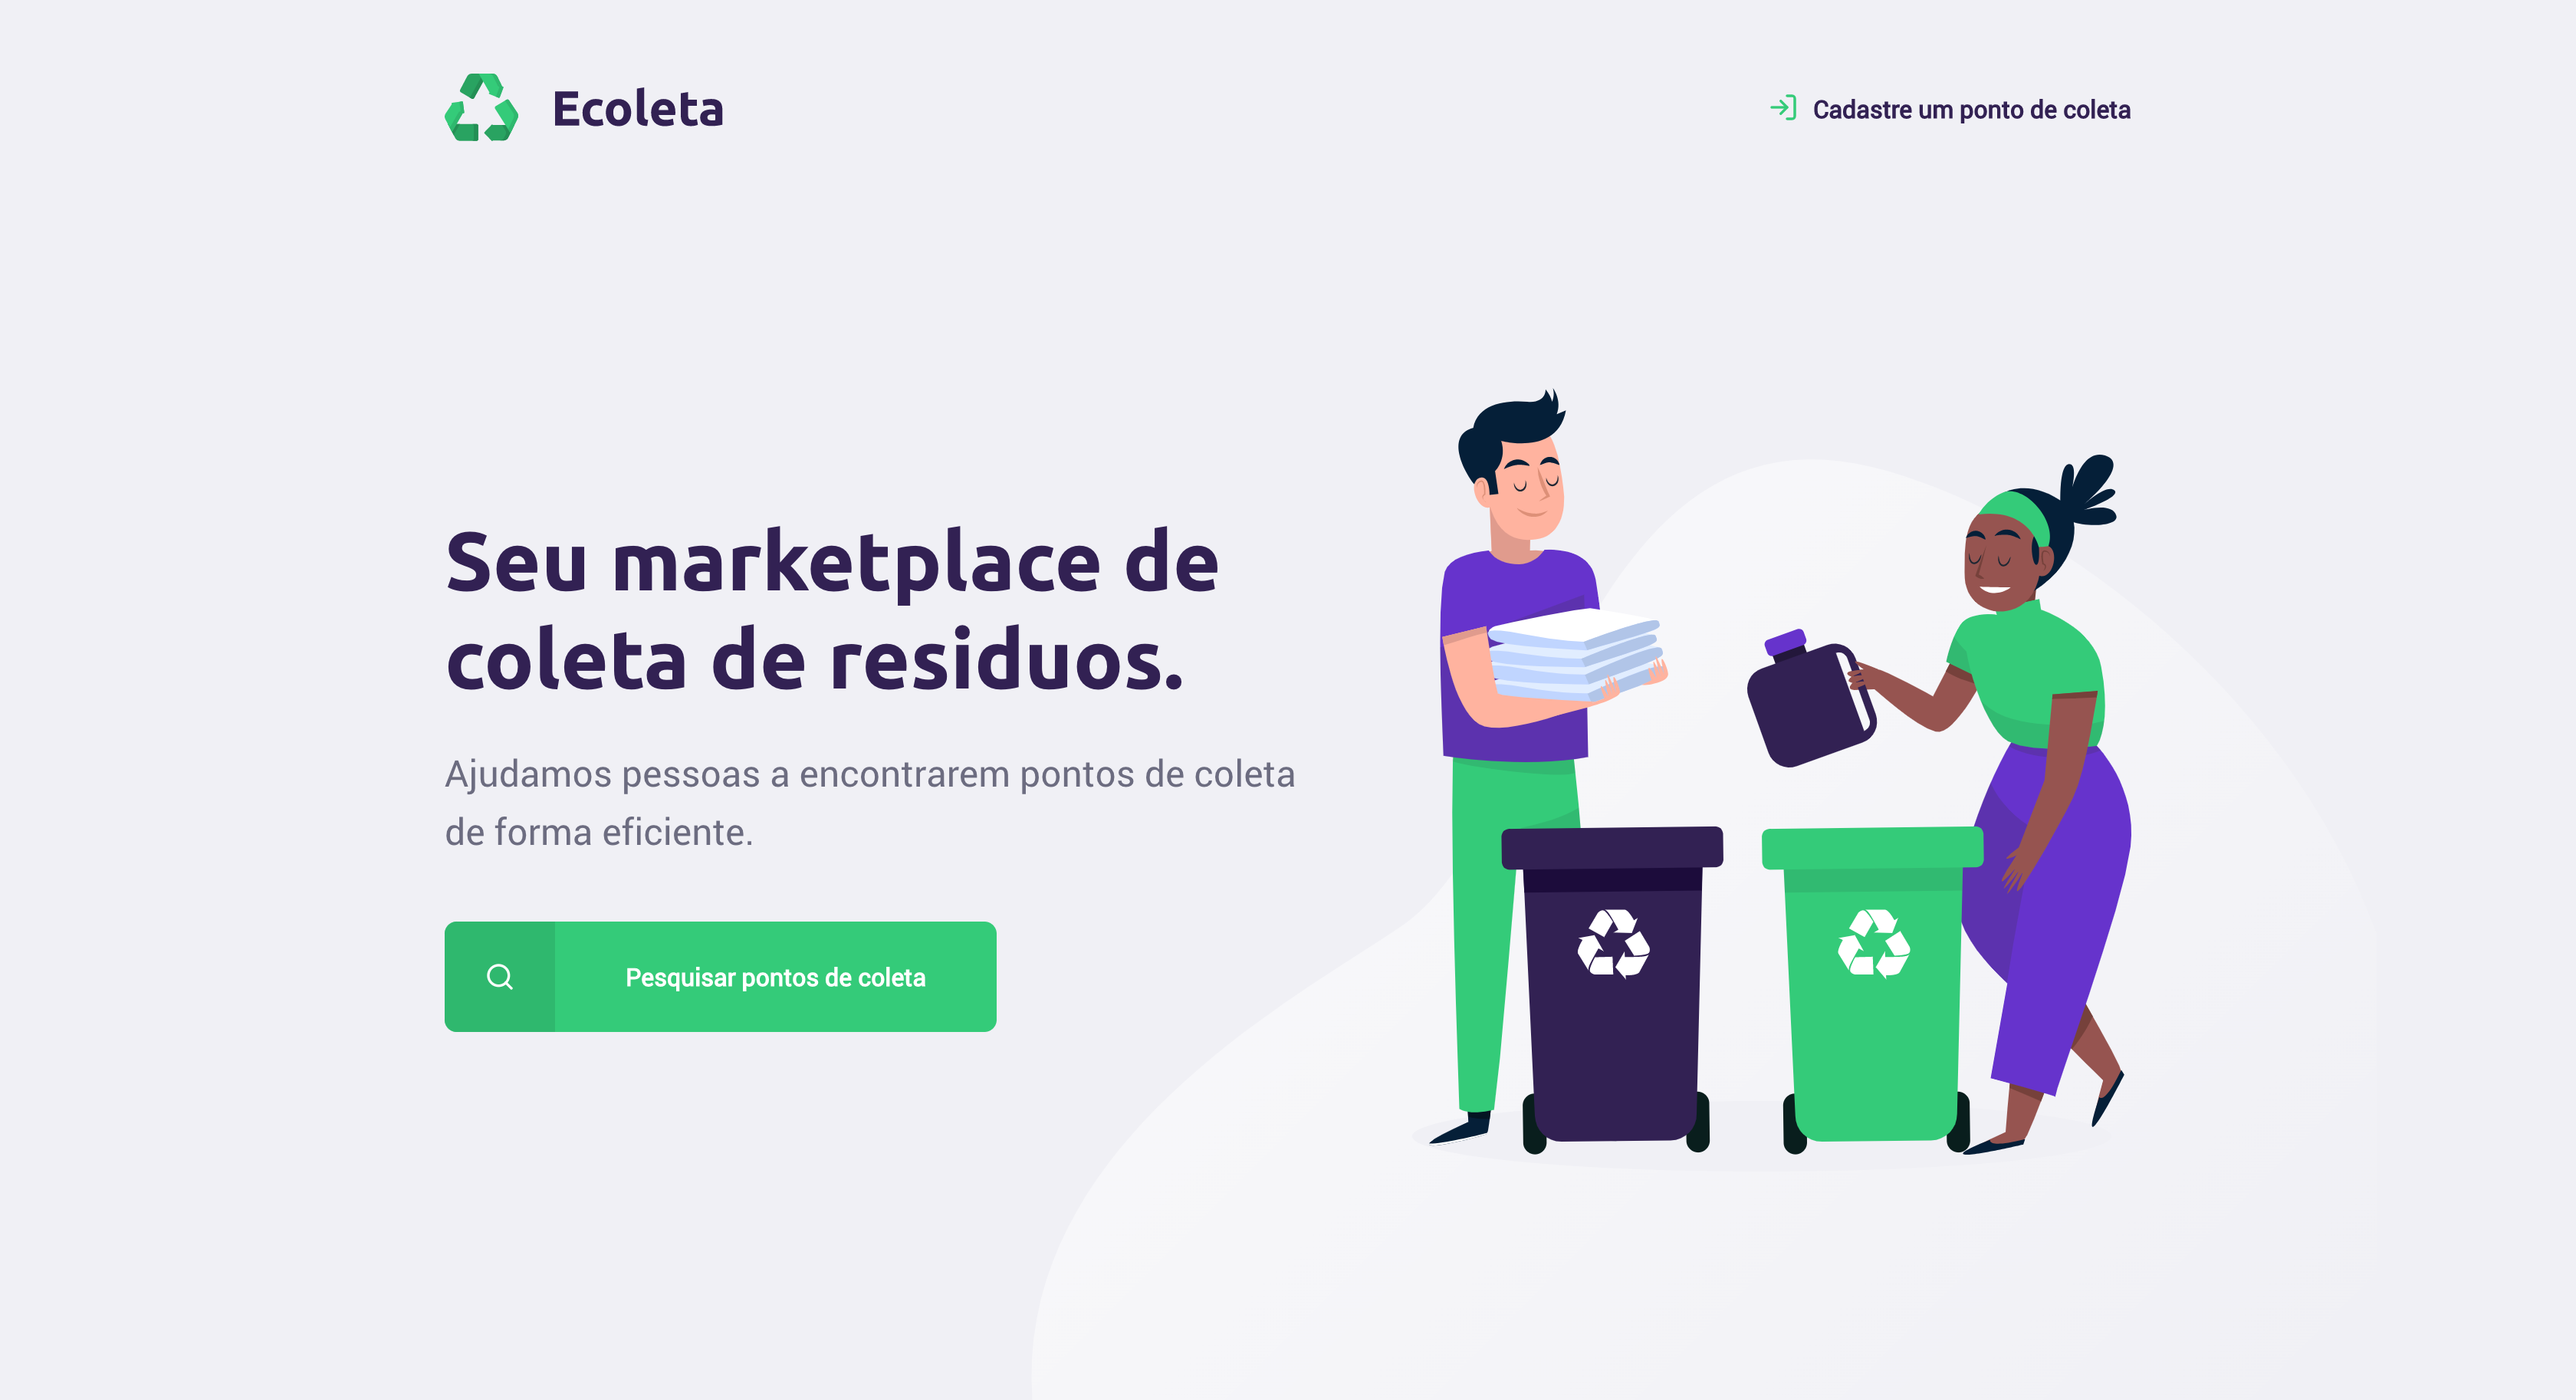 Ecoleta
Cadastre um ponto de coleta
Seu marketplace de
coleta de residuos.
Ajudamos pessoas a encontrarem pontos de coleta
de forma eficiente.
Pesquisar pontos de coleta